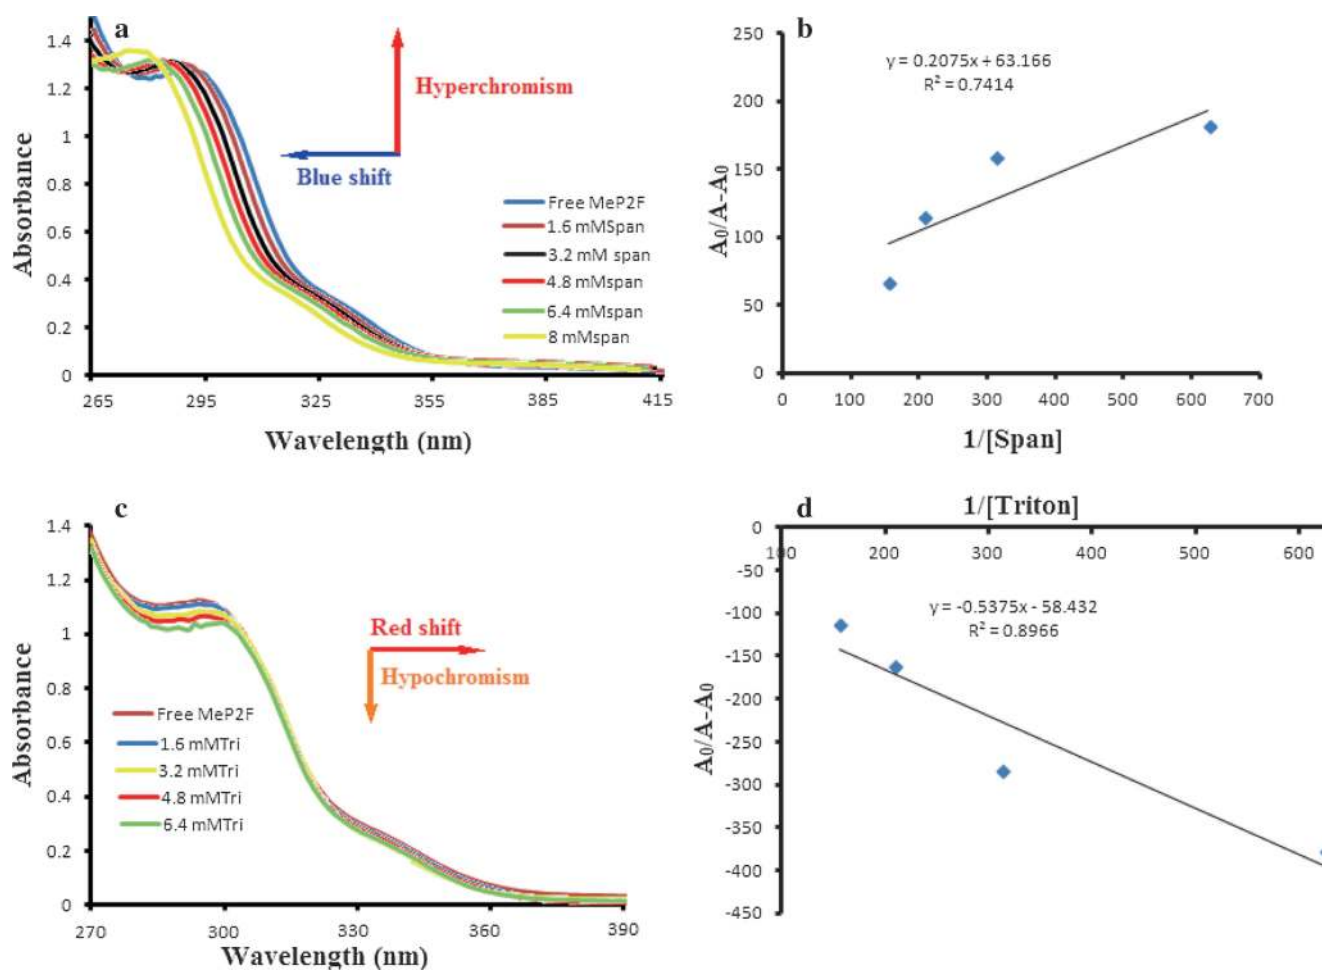 a
1.4
1.2
1
0.8
0.6
0.4
0.2
0
Absorbance
Hyperchromism
Blue shift
Free MeP2F
1.6 mMSpan
3.2 mM span
4.8 mMspan
6.4 mMspan
8 mMspan
265 295 325 355 385 415
Wavelength (nm)
b
250
200
150
100
50
0
A0/A-A0
y = 0.2075x + 63.166
R² = 0.7414
0 100 200 300 400 500 600 700
1/[Span]
c
1.4
1.2
1
0.8
0.6
0.4
0.2
0
Absorbance
Red shift
Hypochromism
Free MeP2F
1.6 mMTri
3.2 mMTri
4.8 mMTri
6.4 mMTri
270 300 330 360 390
Wavelength (nm)
d
1/[Triton]
100 200 300 400 500 600
0
-50
-100
-150
-200
-250
-300
-350
-400
-450
A0/A-A0
y = -0.5375x - 58.432
R² = 0.8966